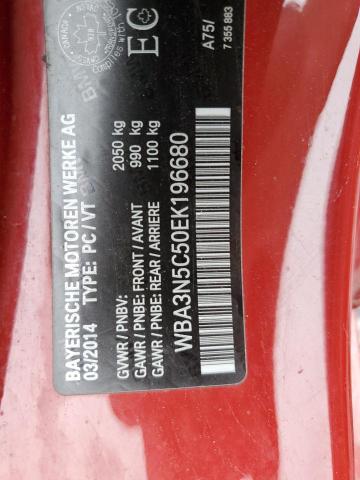 BAYERISCHE MOTOREN WERKE AG
03/2014 TYPE: PC / VT
GVWR / PNBV: 2050 kg
GAWR / PNBE: FRONT / AVANT 990 kg
GAWR / PNBE: REAR / ARRIERE 1100 kg
WBA3N5C50EK196680
CANADA
EC
A75/
7 355 883